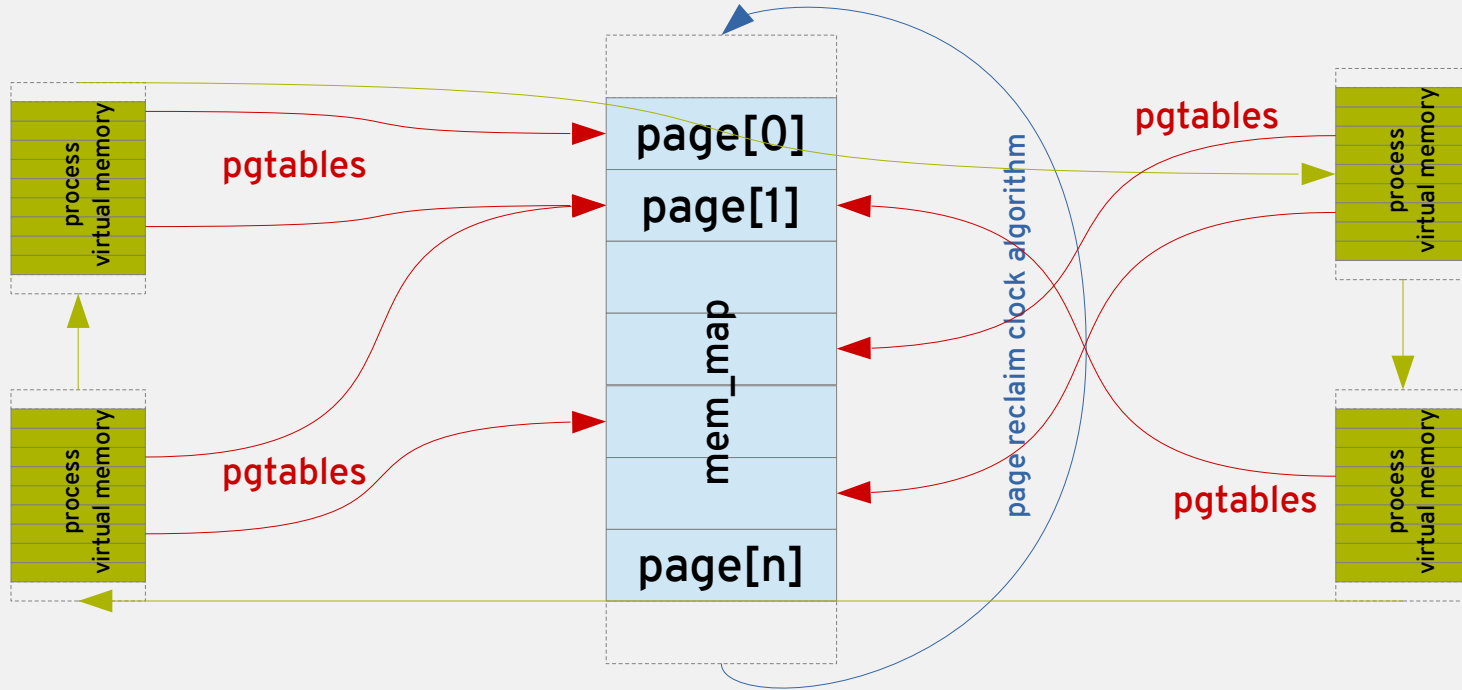 page[0]
page[1]
mem_map
page[n]
process
virtual memory
pgtables
process
virtual memory
pgtables
page reclaim clock algorithm
pgtables
process
virtual memory
pgtables
process
virtual memory